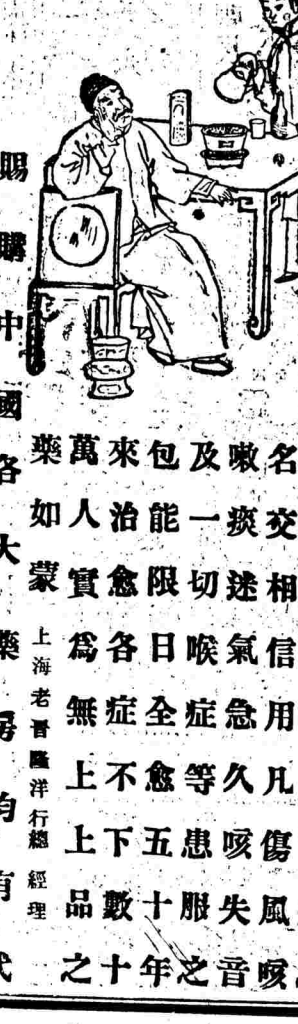 名交相信用凡傷風咳
嗽痰迷氣急久咳失音
及一切喉症等患服之
包能限日全愈五十年
來治愈各症不下數十
萬人實爲無上上品之
藥如蒙
上海老晋隆洋行總經理
賜購中國各大藥房均有代